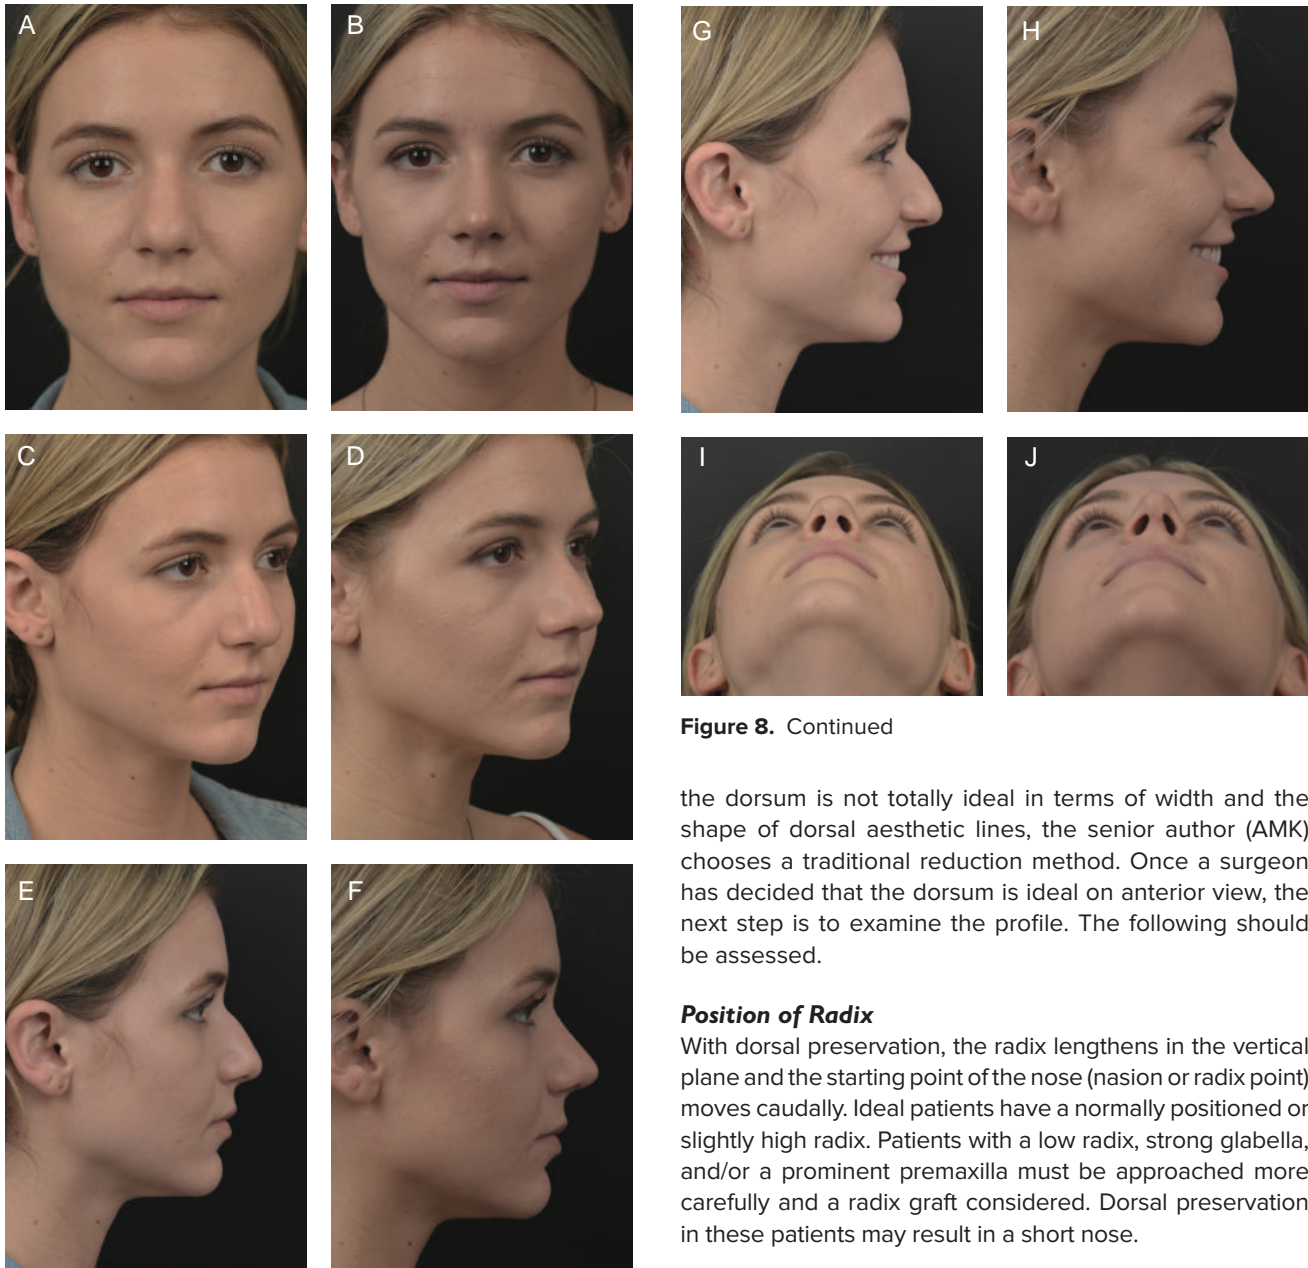 A
B
C
D
E
F
G
H
I
J
Figure 8. Continued
the dorsum is not totally ideal in terms of width and the
shape of dorsal aesthetic lines, the senior author (AMK)
chooses a traditional reduction method. Once a surgeon
has decided that the dorsum is ideal on anterior view, the
next step is to examine the profile. The following should
be assessed.
Position of Radix
With dorsal preservation, the radix lengthens in the vertical
plane and the starting point of the nose (nasion or radix point)
moves caudally. Ideal patients have a normally positioned or
slightly high radix. Patients with a low radix, strong glabella,
and/or a prominent premaxilla must be approached more
carefully and a radix graft considered. Dorsal preservation
in these patients may result in a short nose.